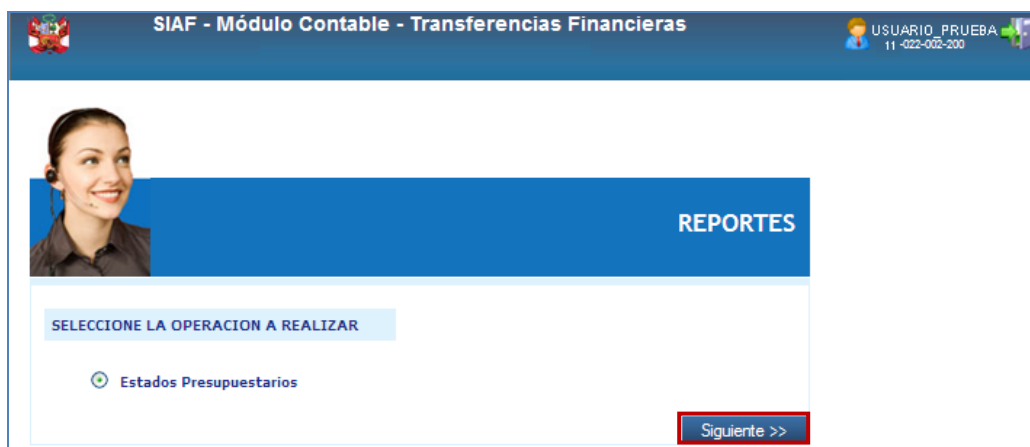 SIAF - Módulo Contable - Transferencias Financieras
USUARIO_PRUEBA
11 -022-002-200
REPORTES
SELECCIONE LA OPERACION A REALIZAR
Estados Presupuestarios
Siguiente >>